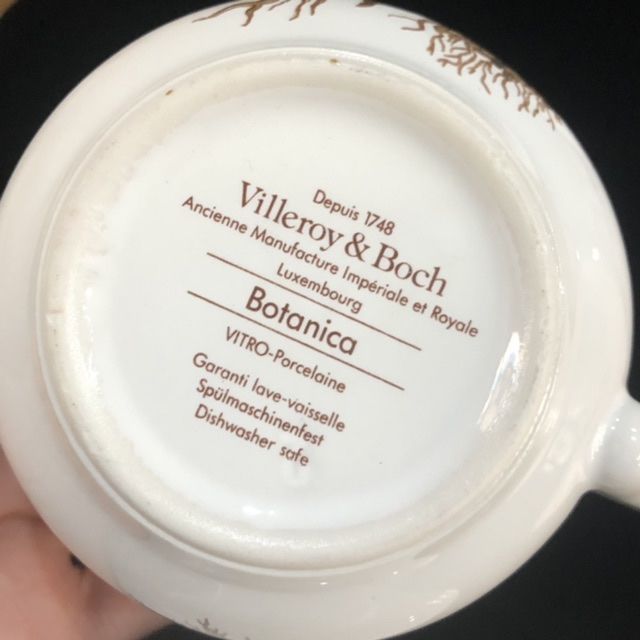 Depuis 1748
Villeroy & Boch
Ancienne Manufacture Impériale et Royale
Luxembourg
Botanica
VITRO-Porcelaine
Garanti lave-vaisselle
Spülmaschinenfest
Dishwasher safe